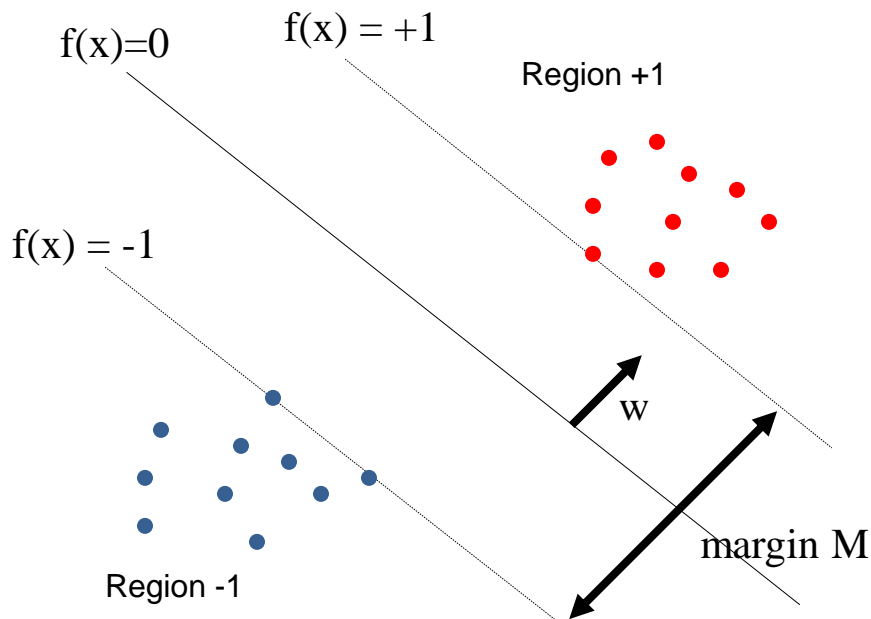 f(x)=0
f(x) = +1
Region +1
f(x) = -1
w
margin M
Region -1